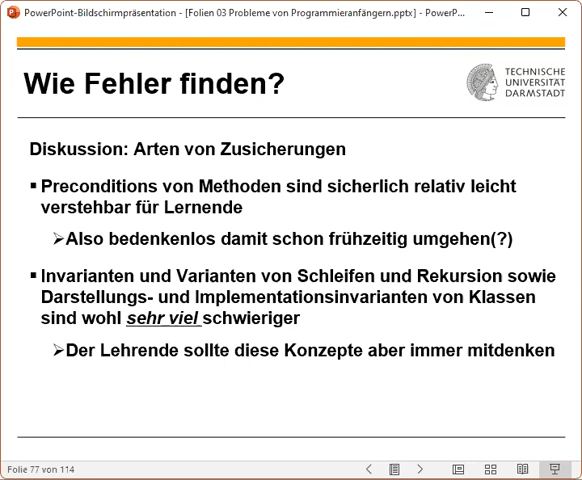 PowerPoint-Bildschirmpräsentation - [Folien 03 Probleme von Programmieranfängern.pptx] - PowerP...
Wie Fehler finden?
TECHNISCHE
UNIVERSITÄT
DARMSTADT
Diskussion: Arten von Zusicherungen
▪ Preconditions von Methoden sind sicherlich relativ leicht
verstehbar für Lernende
➢Also bedenkenlos damit schon frühzeitig umgehen(?)
▪ Invarianten und Varianten von Schleifen und Rekursion sowie
Darstellungs- und Implementationsinvarianten von Klassen
sind wohl sehr viel schwieriger
➢Der Lehrende sollte diese Konzepte aber immer mitdenken
Folie 77 von 114